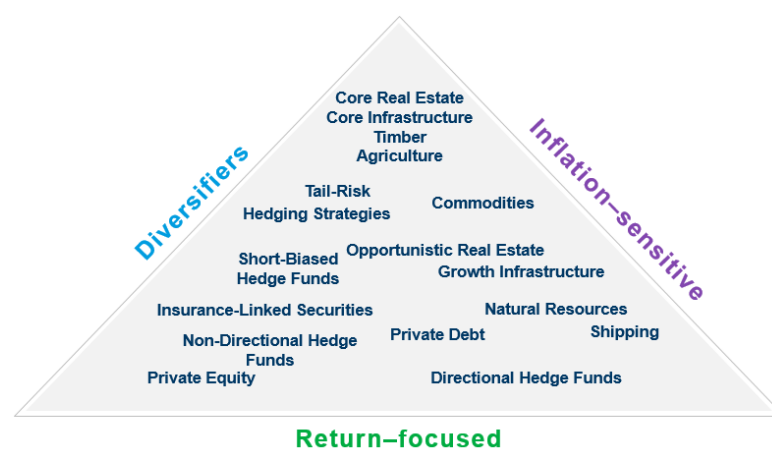 Core Real Estate
Core Infrastructure
Timber
Agriculture
Diversifiers
Inflation–sensitive
Tail-Risk
Hedging Strategies
Commodities
Short-Biased
Hedge Funds
Opportunistic Real Estate
Growth Infrastructure
Insurance-Linked Securities
Natural Resources
Non-Directional Hedge
Funds
Private Debt
Shipping
Private Equity
Directional Hedge Funds
Return–focused